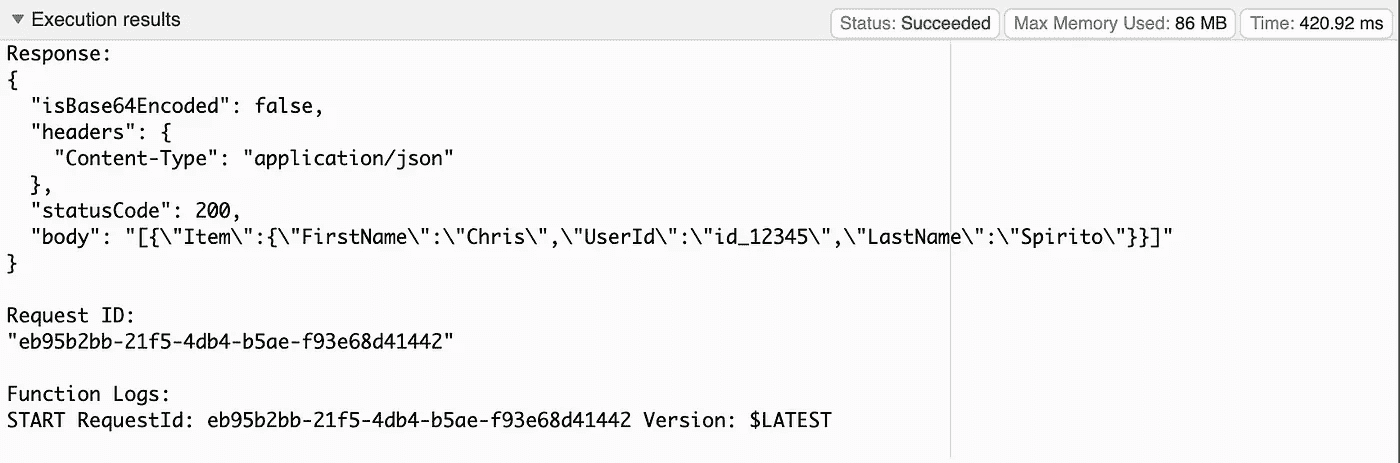 ▼ Execution results Status: Succeeded Max Memory Used: 86 MB Time: 420.92 ms
Response:
{
  "isBase64Encoded": false,
  "headers": {
    "Content-Type": "application/json"
  },
  "statusCode": 200,
  "body": "[{\"Item\":{\"FirstName\":\"Chris\",\"UserId\":\"id_12345\",\"LastName\":\"Spirito\"}}]"
}

Request ID:
"eb95b2bb-21f5-4db4-b5ae-f93e68d41442"

Function Logs:
START RequestId: eb95b2bb-21f5-4db4-b5ae-f93e68d41442 Version: $LATEST